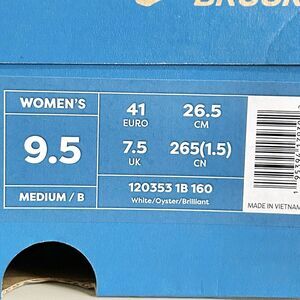 WOMEN'S
9.5
MEDIUM / B
41
EURO
26.5
CM
7.5
UK
265(1.5)
CN
120353 1B 160
White/Oyster/Brilliant
MADE IN VIETNAM